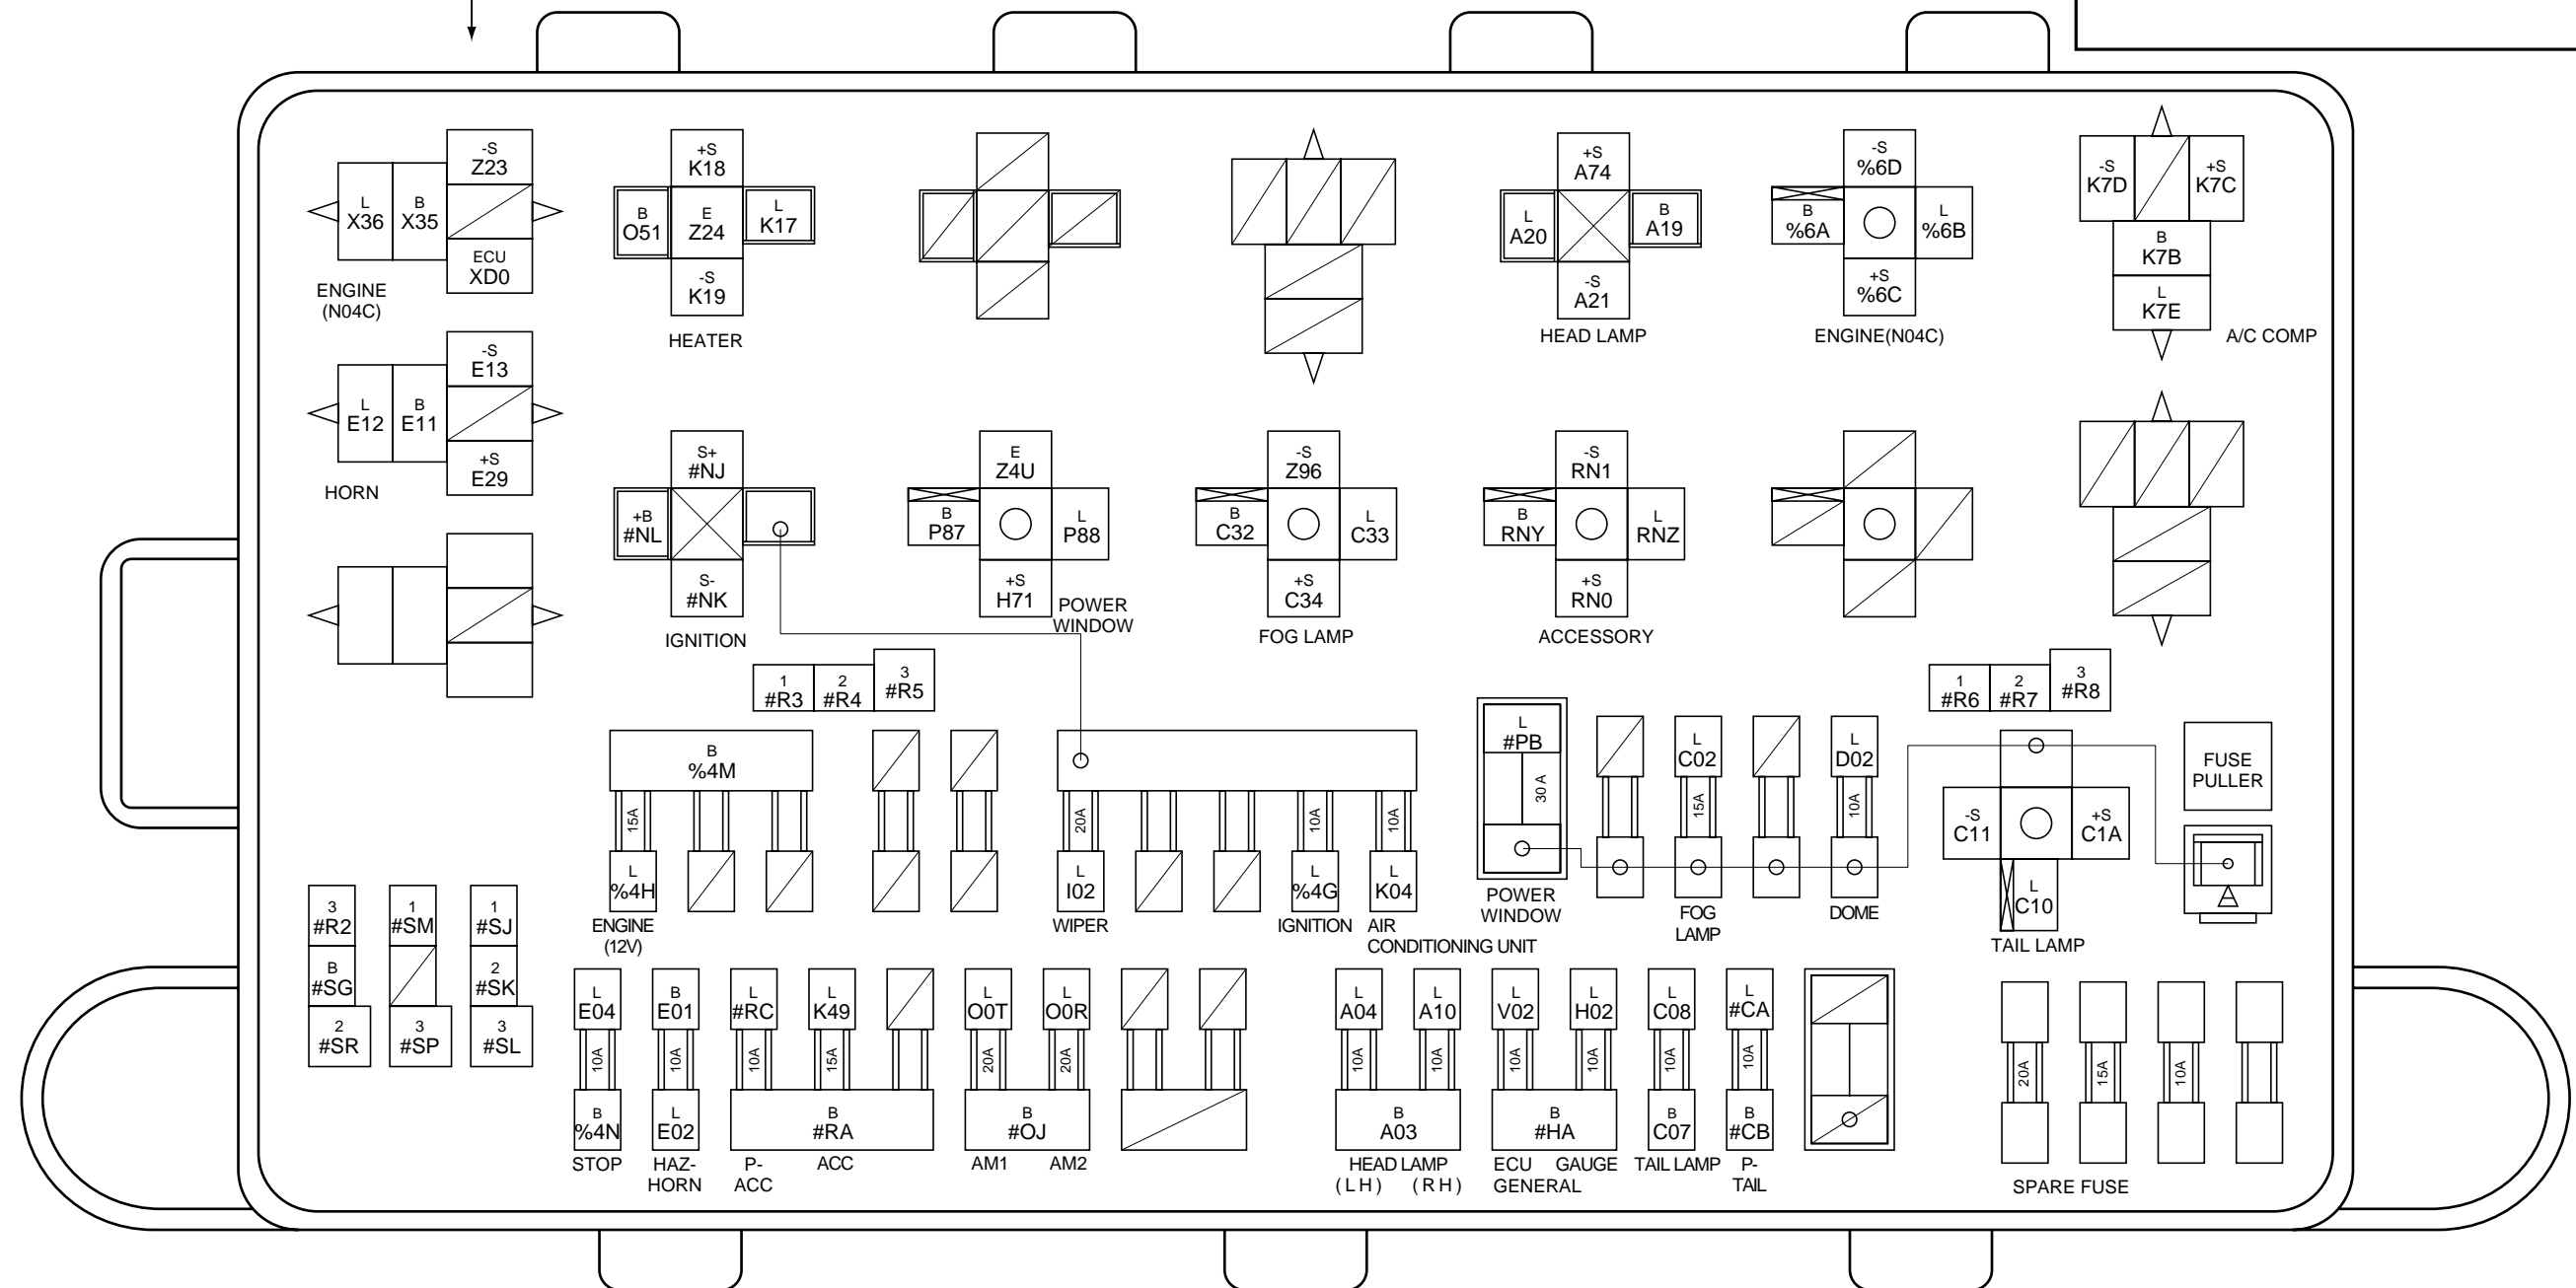 -S
Z23
L
X36
B
X35
ECU
XD0
ENGINE
(N04C)
+S
K18
B
O51
E
Z24
L
K17
-S
K19
HEATER
+S
A74
L
A20
B
A19
-S
A21
HEAD LAMP
-S
%6D
B
%6A
L
%6B
+S
%6C
ENGINE(N04C)
-S
K7D
+S
K7C
B
K7B
L
K7E
A/C COMP
-S
E13
L
E12
B
E11
+S
E29
HORN
S+
#NJ
+B
#NL
S-
#NK
IGNITION
E
Z4U
B
P87
L
P88
+S
H71
POWER
WINDOW
-S
Z96
B
C32
L
C33
+S
C34
FOG LAMP
-S
RN1
B
RNY
L
RNZ
+S
RN0
ACCESSORY
1
#R3
2
#R4
3
#R5
1
#R6
2
#R7
3
#R8
B
%4M
15A
L
%4H
ENGINE
(12V)
20A
L
I02
WIPER
10A
L
%4G
IGNITION
10A
L
K04
AIR
CONDITIONING UNIT
L
#PB
30 A
POWER
WINDOW
L
C02
15A
FOG
LAMP
L
D02
10A
DOME
-S
C11
+S
C1A
L
C10
TAIL LAMP
FUSE
PULLER
A
3
#R2
B
#SG
2
#SR
1
#SM
3
#SP
1
#SJ
2
#SK
3
#SL
L
E04
10A
B
%4N
STOP
B
E01
10A
L
E02
HAZ-
HORN
L
#RC
10A
L
K49
15A
B
#RA
P-
ACC
ACC
L
O0T
20A
L
O0R
20A
B
#OJ
AM1
AM2
L
A04
10A
L
A10
10A
B
A03
HEAD LAMP
(LH)
(RH)
L
V02
10A
L
H02
10A
B
#HA
ECU
GAUGE
GENERAL
L
C08
10A
B
C07
TAIL LAMP
L
#CA
10A
B
#CB
P-
TAIL
20A
15A
10A
SPARE FUSE